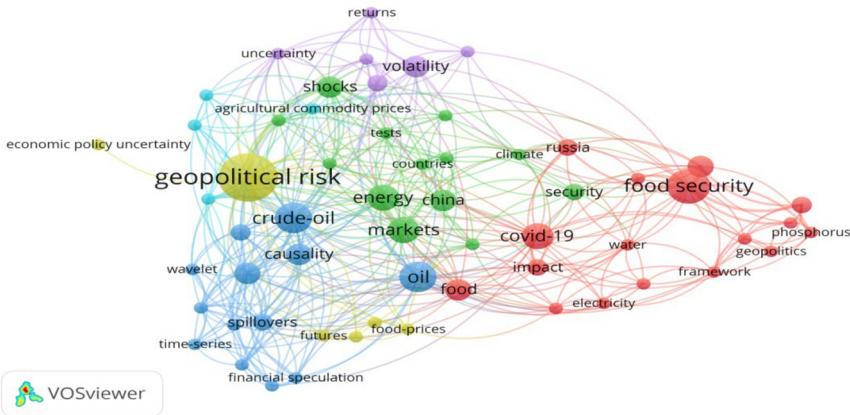 returns
uncertainty
volatility
shocks
agricultural commodity prices
tests
economic policy uncertainty
countries
climate
russia
geopolitical risk
food security
energy
china
security
crude-oil
markets
covid-19
phosphorus
causality
water
geopolitics
wavelet
oil
impact
framework
food
electricity
spillovers
futures
food-prices
time-series
financial speculation
VOSviewer